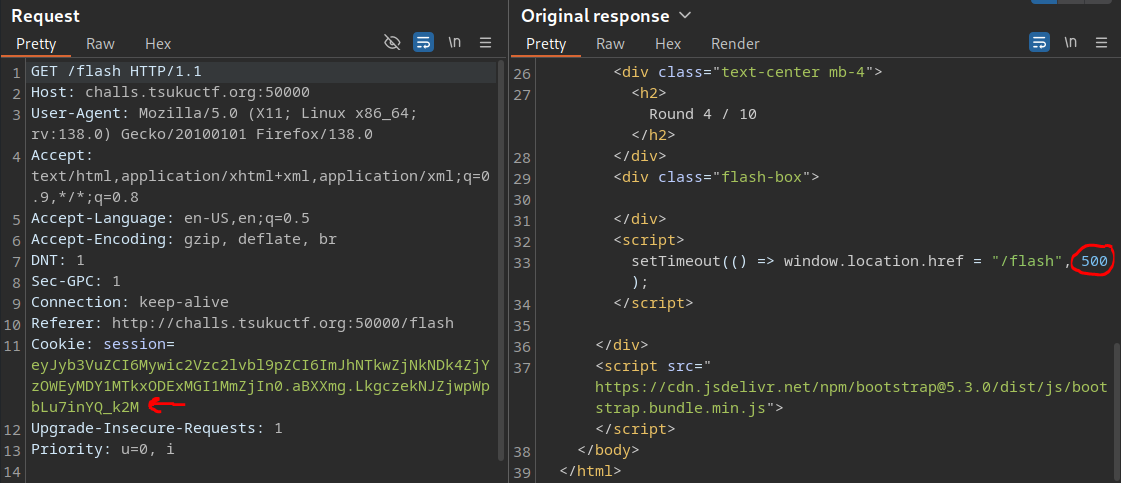 Request
Pretty Raw Hex \n
1 GET /flash HTTP/1.1
2 Host: challs.tsukuctf.org:50000
3 User-Agent: Mozilla/5.0 (X11; Linux x86_64;
rv:138.0) Gecko/20100101 Firefox/138.0
4 Accept:
text/html,application/xhtml+xml,application/xml;q=0
.9,*/*;q=0.8
5 Accept-Language: en-US,en;q=0.5
6 Accept-Encoding: gzip, deflate, br
7 DNT: 1
8 Sec-GPC: 1
9 Connection: keep-alive
10 Referer: http://challs.tsukuctf.org:50000/flash
11 Cookie: session=
eyJyb3VuZCI6Mywic2Vzc2lvbl9pZCI6ImJhNTkwZjNkNDk4ZjY
zOWEyMDY1MTkxODExMGI1MmZjIn0.aBXXmg.LkgczekNJZjwpWp
bLu7inYQ_k2M
12 Upgrade-Insecure-Requests: 1
13 Priority: u=0, i
14
Original response
Pretty Raw Hex Render \n
26 <div class="text-center mb-4">
27 <h2>
Round 4 / 10
</h2>
28 </div>
29 <div class="flash-box">
30
31 </div>
32 <script>
33 setTimeout(() => window.location.href = "/flash", 500
);
34 </script>
35
36 </div>
37 <script src="
https://cdn.jsdelivr.net/npm/bootstrap@5.3.0/dist/js/boot
strap.bundle.min.js">
</script>
38 </body>
39 </html>